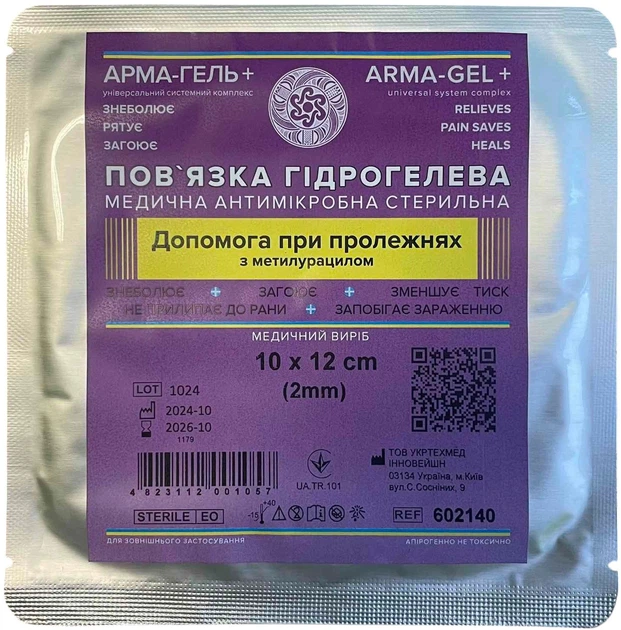 АРМА-ГЕЛЬ+
універсальний системний комплекс
ЗНЕБОЛЮЄ
РЯТУЄ
ЗАГОЮЄ
ARMA-GEL+
universal system complex
RELIEVES
PAIN SAVES
HEALS
ПОВ`ЯЗКА ГІДРОГЕЛЕВА
МЕДИЧНА АНТИМІКРОБНА СТЕРИЛЬНА
Допомога при пролежнях
з метилурацилом
ЗНЕБОЛЮЄ + ЗАГОЮЄ + ЗМЕНШУЄ ТИСК
НЕ ПРИЛИПАЄ ДО РАНИ + ЗАПОБІГАЄ ЗАРАЖЕННЮ
МЕДИЧНИЙ ВИРІБ
10 x 12 cm
(2mm)
LOT 1024
2024-10
2026-10
1179
4 823112 001057
UA.TR.101
ТОВ УКРТЕХМЕД
ІННОВЕЙШН
03134 Україна, м.Київ
вул.С.Сосніних, 9
STERILE EO
-15 +40
REF 602140
ДЛЯ ЗОВНІШНЬОГО ЗАСТОСУВАННЯ
АПІРОГЕННО НЕ ТОКСИЧНО